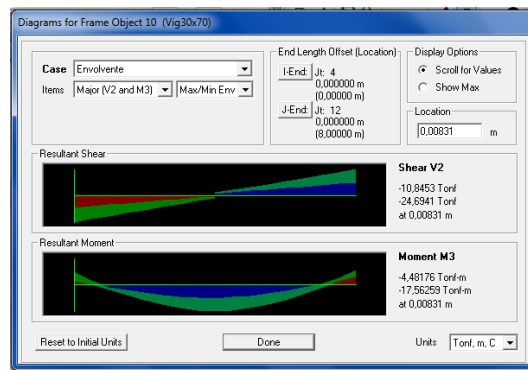 Diagrams for Frame Object 10 (Vig30x70)
Case Envolvente
Items Major (V2 and M3) Max/Min Env
End Length Offset (Location)
I-End: Jt: 4
0,000000 m
(0,00000 m)
J-End: Jt: 12
0,000000 m
(8,00000 m)
Display Options
Scroll for Values
Show Max
Location
0,00831 m
Resultant Shear
Shear V2
-10,8453 Tonf
-24,6941 Tonf
at 0,00831 m
Resultant Moment
Moment M3
-4,48176 Tonf-m
-17,56259 Tonf-m
at 0,00831 m
Reset to Initial Units
Done
Units Tonf, m, C